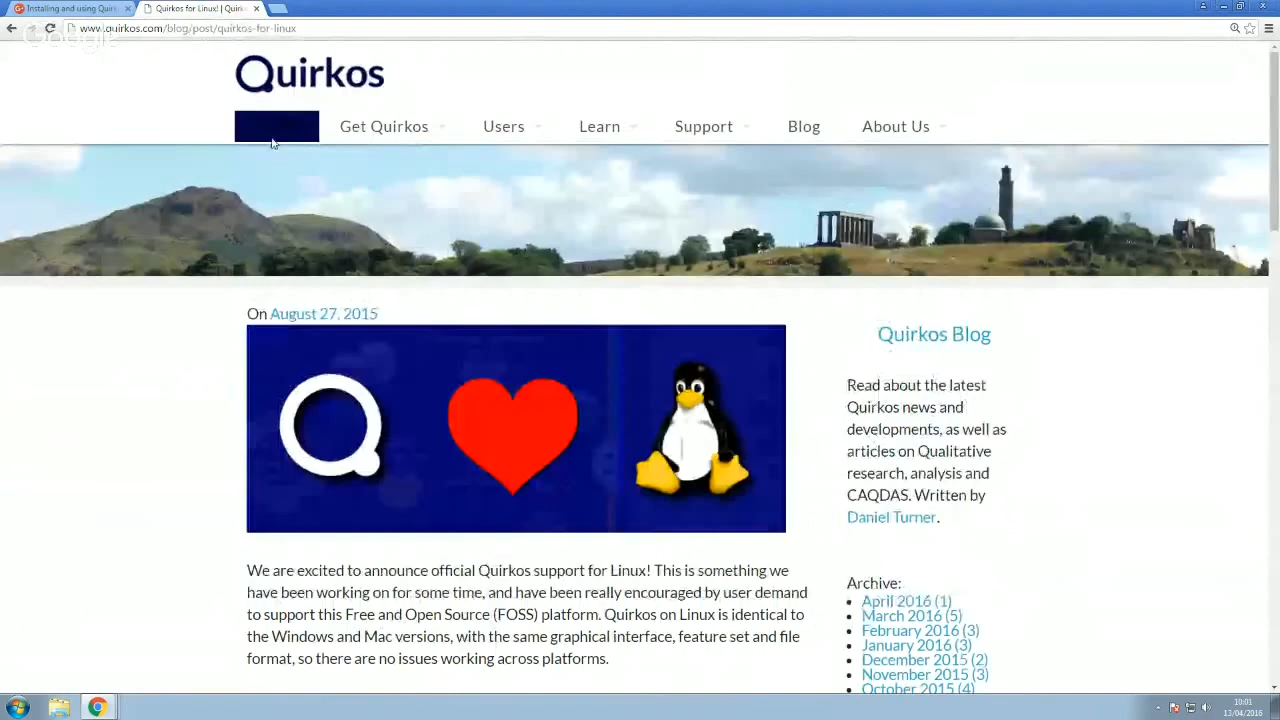 Installing and using Quirk
Quirkos for Linux! | Quirk
www.quirkos.com/blog/post/quirkos-for-linux
Google
Quirkos
Get Quirkos
Users
Learn
Support
Blog
About Us
On August 27, 2015
We are excited to announce official Quirkos support for Linux! This is something we
have been working on for some time, and have been really encouraged by user demand
to support this Free and Open Source (FOSS) platform. Quirkos on Linux is identical to
the Windows and Mac versions, with the same graphical interface, feature set and file
format, so there are no issues working across platforms.
Quirkos Blog
Read about the latest
Quirkos news and
developments, as well as
articles on Qualitative
research, analysis and
CAQDAS. Written by
Daniel Turner.
Archive:
April 2016 (1)
March 2016 (5)
February 2016 (3)
January 2016 (3)
December 2015 (2)
November 2015 (3)
October 2015 (4)
10:01
13/04/2016